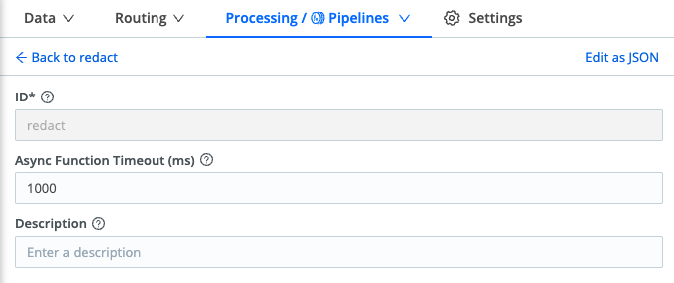 Data Routing Processing / Pipelines Settings
← Back to redact Edit as JSON
ID*
redact
Async Function Timeout (ms)
1000
Description
Enter a description